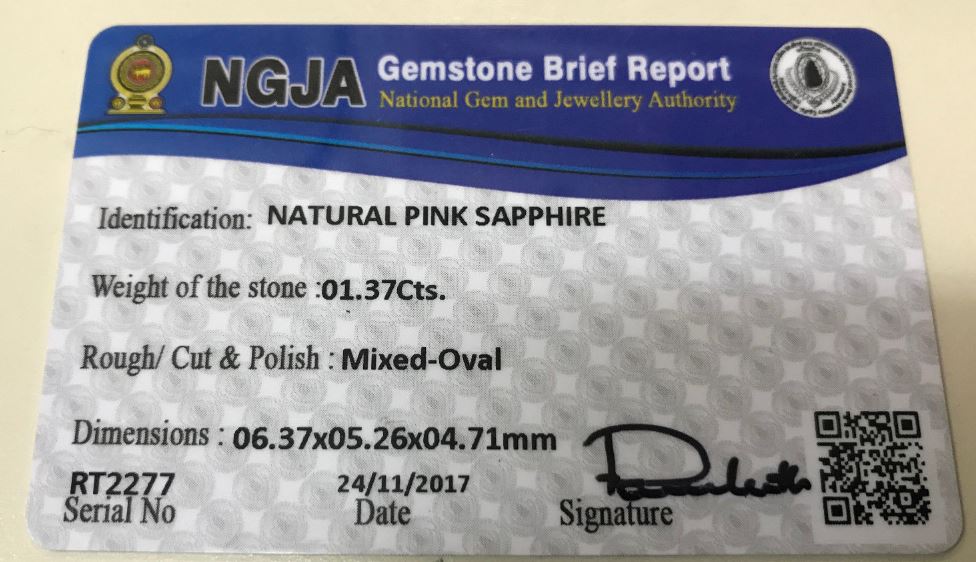 NGJA Gemstone Brief Report
National Gem and Jewellery Authority
Identification: NATURAL PINK SAPPHIRE
Weight of the stone :01.37Cts.
Rough/ Cut & Polish : Mixed-Oval
Dimensions : 06.37x05.26x04.71mm
RT2277 24/11/2017
Serial No Date Signature